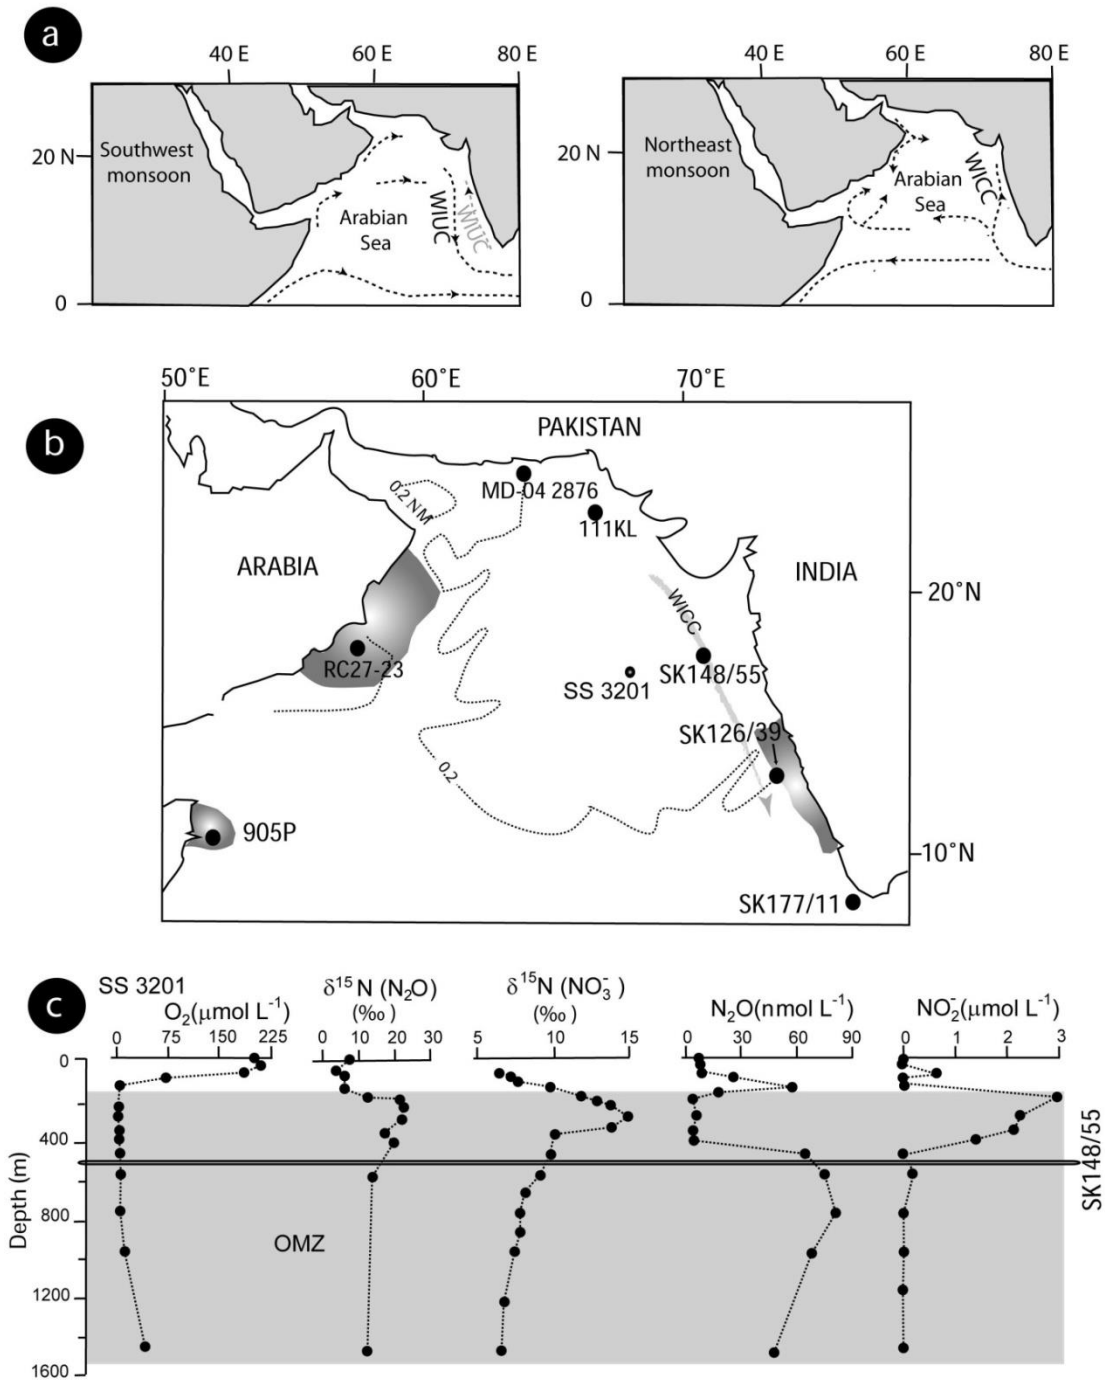 a
40 E 60 E 80 E
40 E 60 E 80 E
20 N
Southwest
monsoon
Arabian
Sea
WIUC
WIUC
0
20 N
Northeast
monsoon
Arabian
Sea
WICC
0
b
50°E 60°E 70°E
PAKISTAN
MD-04 2876
0.2 NM
111KL
ARABIA
INDIA
20°N
WICC
RC27-23
SS 3201
SK148/55
SK126/39
0.2
905P
10°N
SK177/11
c
SS 3201
O₂(μmol L⁻¹)
0 75 150 225
δ¹⁵N (N₂O)
(‰)
0 10 20 30
δ¹⁵N (NO₃⁻)
(‰)
5 10 15
N₂O(nmol L⁻¹)
0 30 60 90
NO₂⁻(μmol L⁻¹)
0 1 2 3
Depth (m)
0
400
800
1200
1600
OMZ
SK148/55